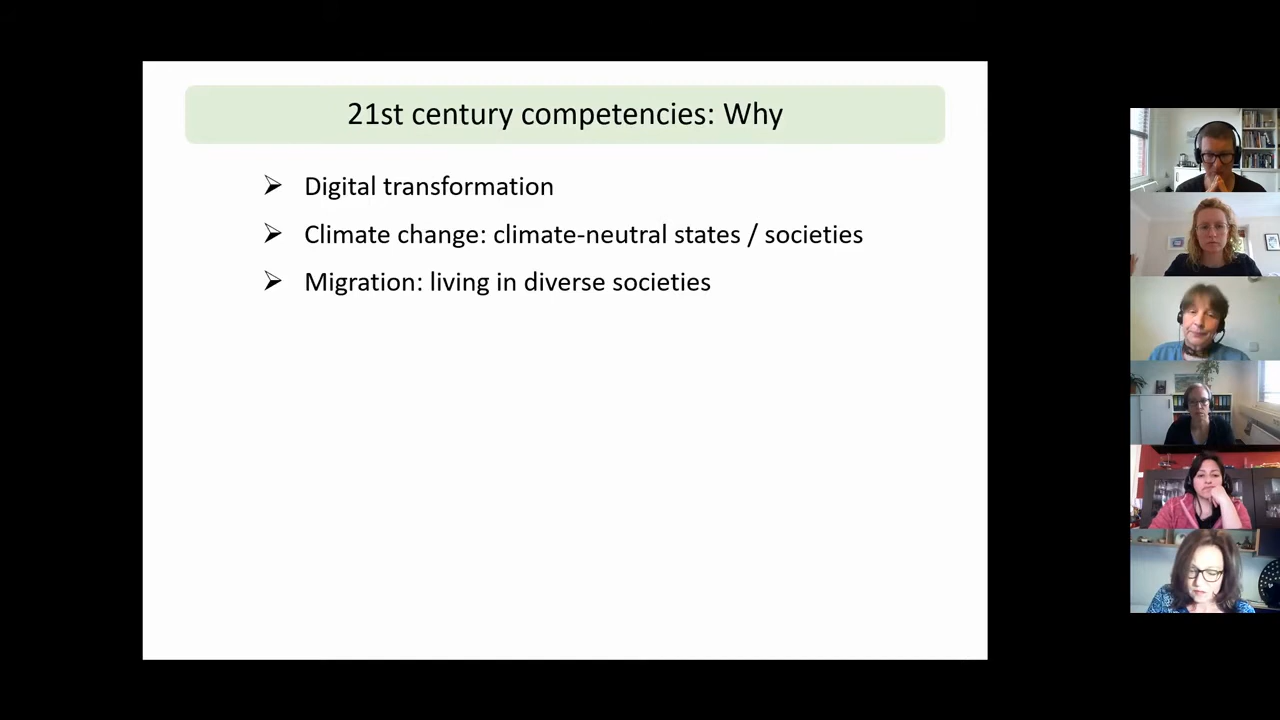 21st century competencies: Why
➢ Digital transformation
➢ Climate change: climate-neutral states / societies
➢ Migration: living in diverse societies